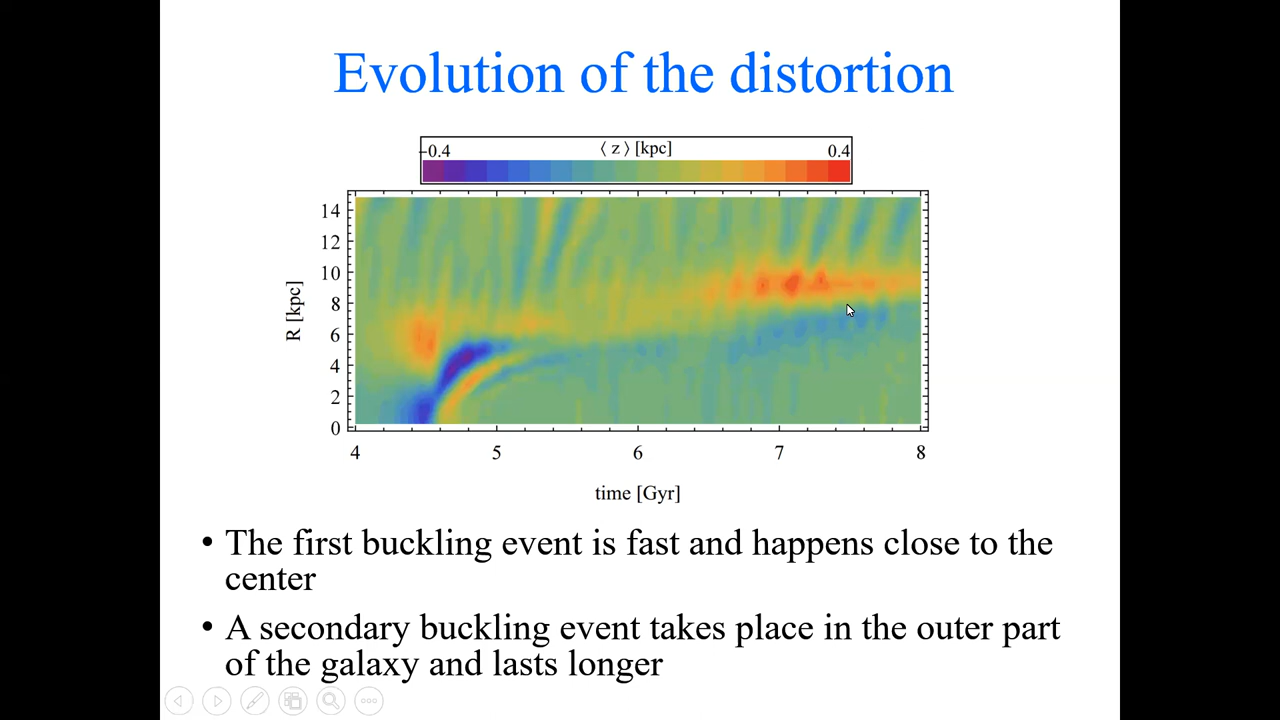 Evolution of the distortion
−0.4 ⟨ z ⟩ [kpc] 0.4
14
12
10
8
6
4
2
0
R [kpc]
4 5 6 7 8
time [Gyr]
• The first buckling event is fast and happens close to the
center
• A secondary buckling event takes place in the outer part
of the galaxy and lasts longer